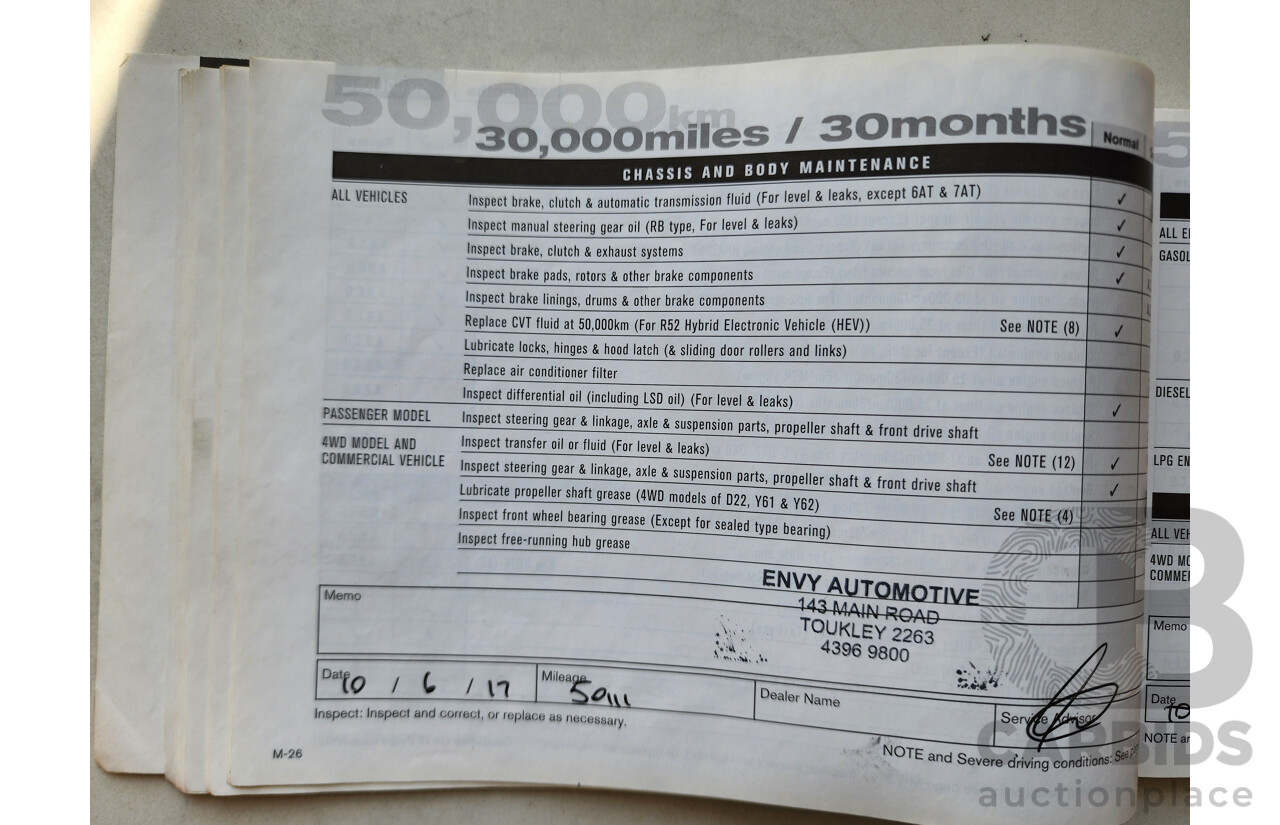 50,000km
30,000miles / 30months
Normal
CHASSIS AND BODY MAINTENANCE
ALL VEHICLES
Inspect brake, clutch & automatic transmission fluid (For level & leaks, except 6AT & 7AT) ✓
Inspect manual steering gear oil (RB type, For level & leaks) ✓
Inspect brake, clutch & exhaust systems ✓
Inspect brake pads, rotors & other brake components ✓
Inspect brake linings, drums & other brake components
Replace CVT fluid at 50,000km (For R52 Hybrid Electronic Vehicle (HEV)) See NOTE (8) ✓
Lubricate locks, hinges & hood latch (& sliding door rollers and links)
Replace air conditioner filter
Inspect differential oil (including LSD oil) (For level & leaks) ✓
PASSENGER MODEL
Inspect steering gear & linkage, axle & suspension parts, propeller shaft & front drive shaft
4WD MODEL AND
COMMERCIAL VEHICLE
Inspect transfer oil or fluid (For level & leaks) See NOTE (12) ✓
Inspect steering gear & linkage, axle & suspension parts, propeller shaft & front drive shaft ✓
Lubricate propeller shaft grease (4WD models of D22, Y61 & Y62) See NOTE (4)
Inspect front wheel bearing grease (Except for sealed type bearing)
Inspect free-running hub grease
Memo
ENVY AUTOMOTIVE
143 MAIN ROAD
TOUKLEY 2263
4396 9800
Date 10 / 6 / 17
Mileage 50111
Dealer Name
Service Advisor
Inspect: Inspect and correct, or replace as necessary.
NOTE and Severe driving conditions: See
M-26
5
ALL
GASOL
DIESEL
LPG EN
ALL VEH
4WD MO
COMME
Memo
Date
10
NOTE
CARBIDS
auctionplace